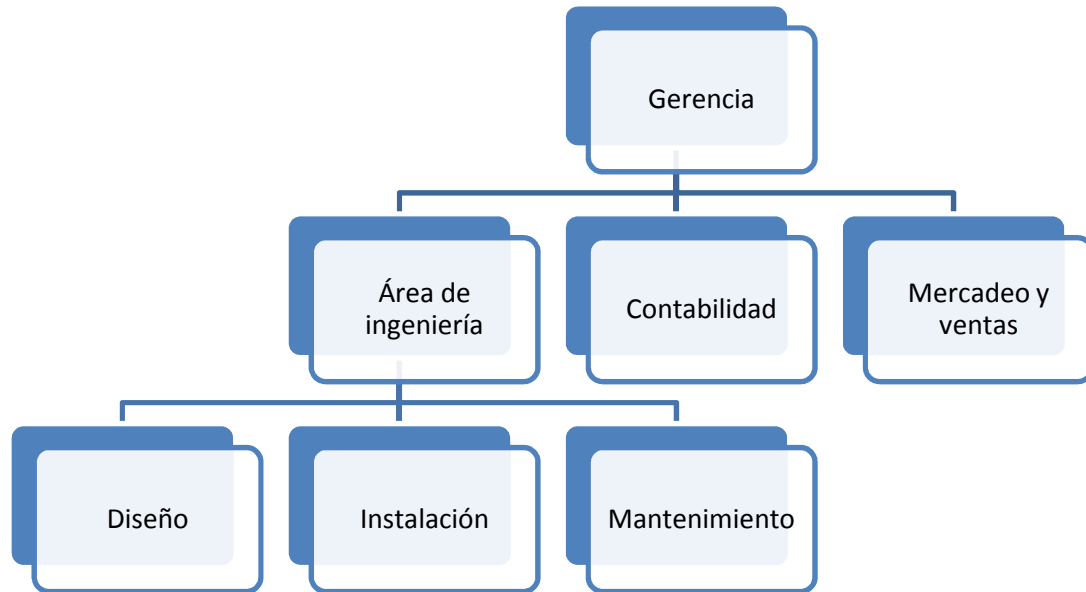 Gerencia
Área de
ingeniería
Contabilidad
Mercadeo y
ventas
Diseño
Instalación
Mantenimiento